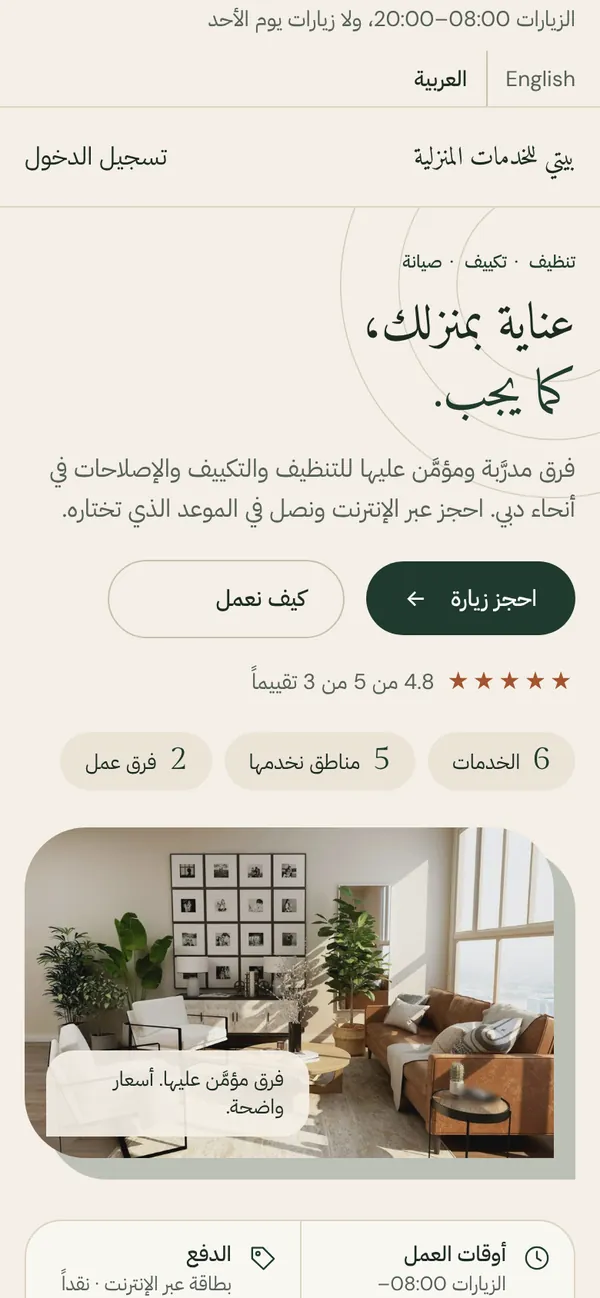 الزيارات 08:00–20:00، ولا زيارات يوم الأحد
English
العربية
بيتي للخدمات المنزلية
تسجيل الدخول
تنظيف · تكييف · صيانة
عناية بمنزلك،
كما يجب.
فرق مدرَّبة ومؤمَّن عليها للتنظيف والتكييف والإصلاحات في
أنحاء دبي. احجز عبر الإنترنت ونصل في الموعد الذي تختاره.
احجز زيارة ←
كيف نعمل
★★★★★ 4.8 من 5 من 3 تقييماً
6 الخدمات
5 مناطق نخدمها
2 فرق عمل
فرق مؤمَّن عليها. أسعار
واضحة.
أوقات العمل
الزيارات 08:00–
الدفع
بطاقة عبر الإنترنت · نقداً